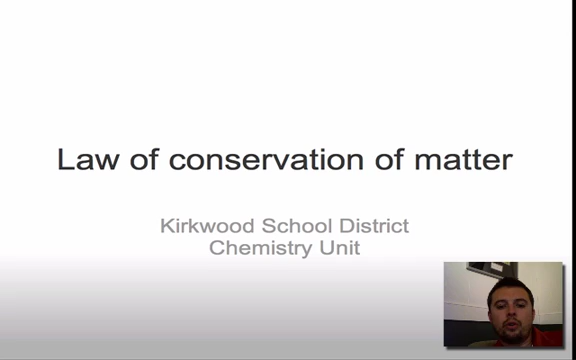 Law of conservation of matter
Kirkwood School District
Chemistry Unit